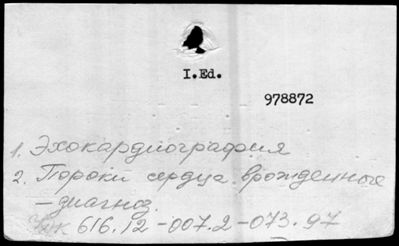 I.Ed.
978872
1. Эхокардиография
2. Пороки сердца врожденные
— диагноз.
УДК 616.12-007.2-073.97